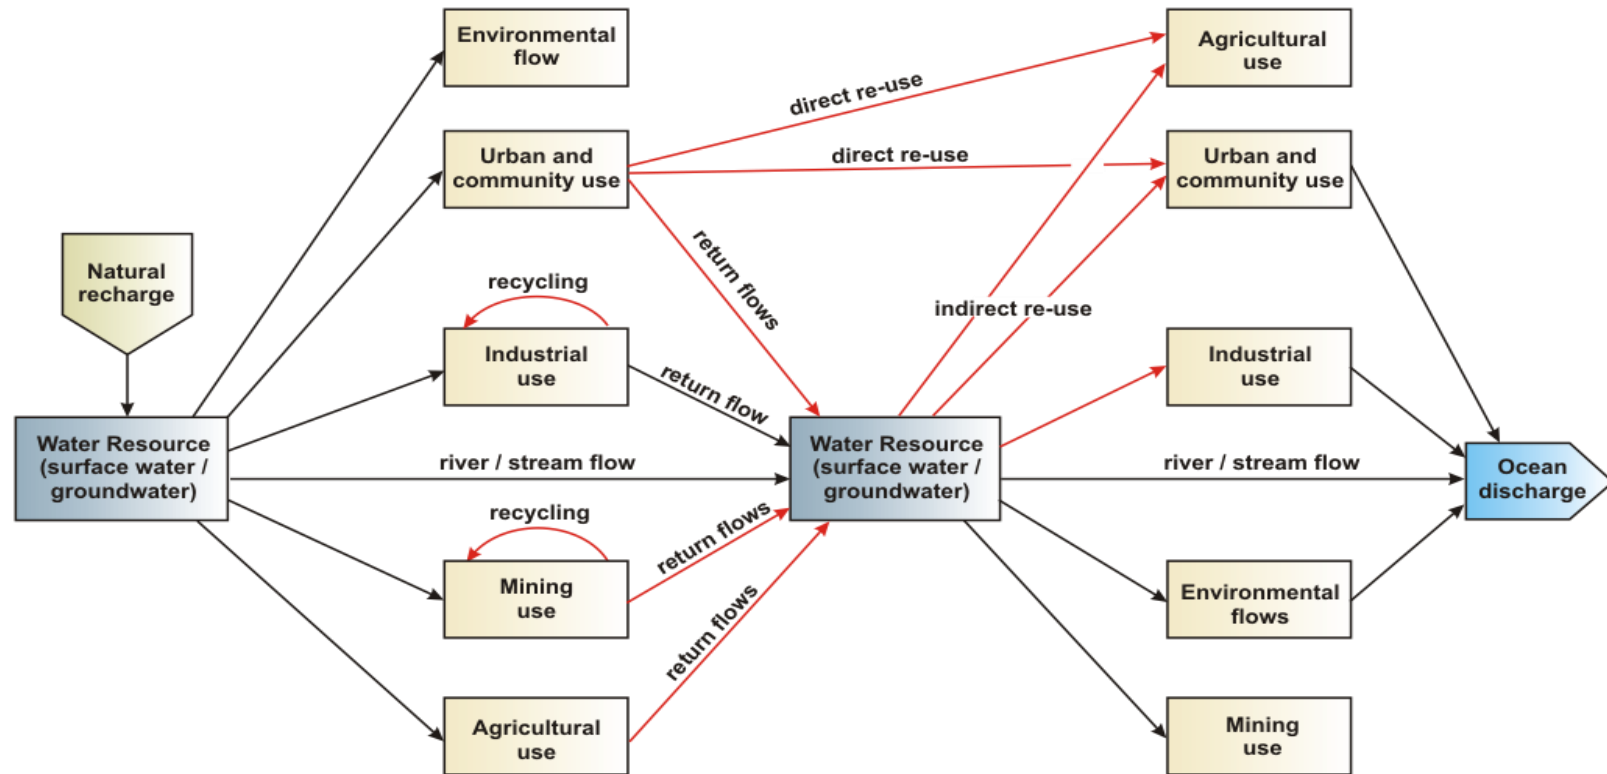 Environmental
flow
Agricultural
use
direct re-use
Urban and
community use
direct re-use
Urban and
community use
Natural
recharge
return flows
recycling
indirect re-use
Industrial
use
return flow
Industrial
use
Water Resource
(surface water /
groundwater)
river / stream flow
Water Resource
(surface water /
groundwater)
river / stream flow
Ocean
discharge
recycling
return flows
Mining
use
Environmental
flows
return flows
Agricultural
use
Mining
use